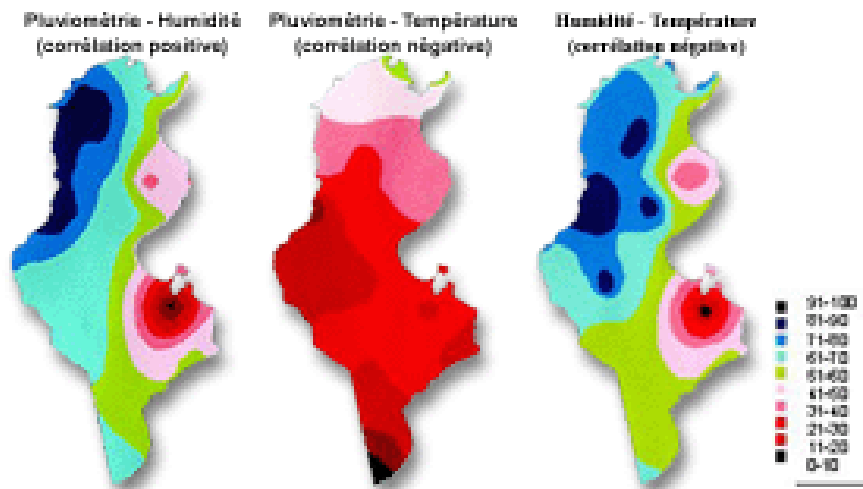 Pluviométrie - Humidité
(corrélation positive)
Pluviométrie - Température
(corrélation négative)
Humidité - Température
(corrélation négative)
91-100
81-90
71-80
61-70
51-60
41-50
31-40
21-30
11-20
0-10